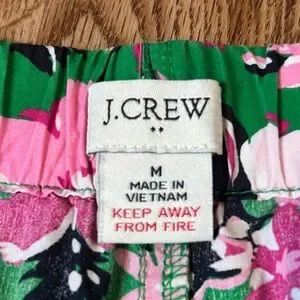 J.CREW
M
MADE IN
VIETNAM
KEEP AWAY
FROM FIRE